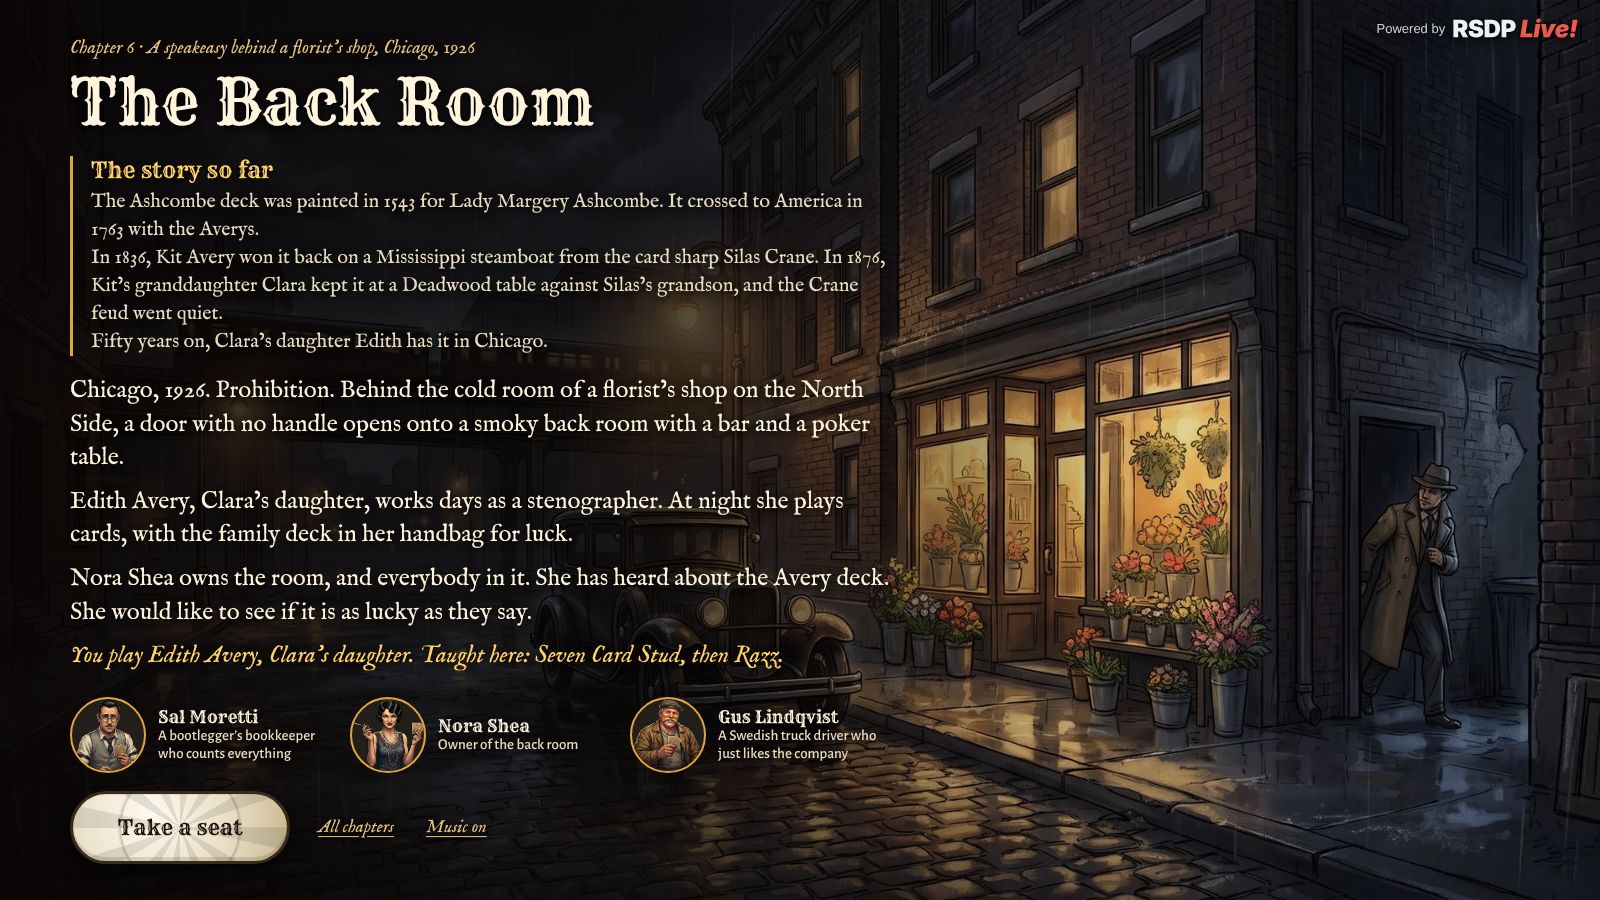 Powered by RSDP Live!
Chapter 6 · A speakeasy behind a florist's shop, Chicago, 1926
The Back Room
The story so far
The Ashcombe deck was painted in 1543 for Lady Margery Ashcombe. It crossed to America in
1763 with the Averys.
In 1836, Kit Avery won it back on a Mississippi steamboat from the card sharp Silas Crane. In 1876,
Kit's granddaughter Clara kept it at a Deadwood table against Silas's grandson, and the Crane
feud went quiet.
Fifty years on, Clara's daughter Edith has it in Chicago.
Chicago, 1926. Prohibition. Behind the cold room of a florist's shop on the North
Side, a door with no handle opens onto a smoky back room with a bar and a poker
table.
Edith Avery, Clara's daughter, works days as a stenographer. At night she plays
cards, with the family deck in her handbag for luck.
Nora Shea owns the room, and everybody in it. She has heard about the Avery deck.
She would like to see if it is as lucky as they say.
You play Edith Avery, Clara's daughter. Taught here: Seven Card Stud, then Razz.
Sal Moretti
A bootlegger's bookkeeper
who counts everything
Nora Shea
Owner of the back room
Gus Lindqvist
A Swedish truck driver who
just likes the company
Take a seat
All chapters
Music on